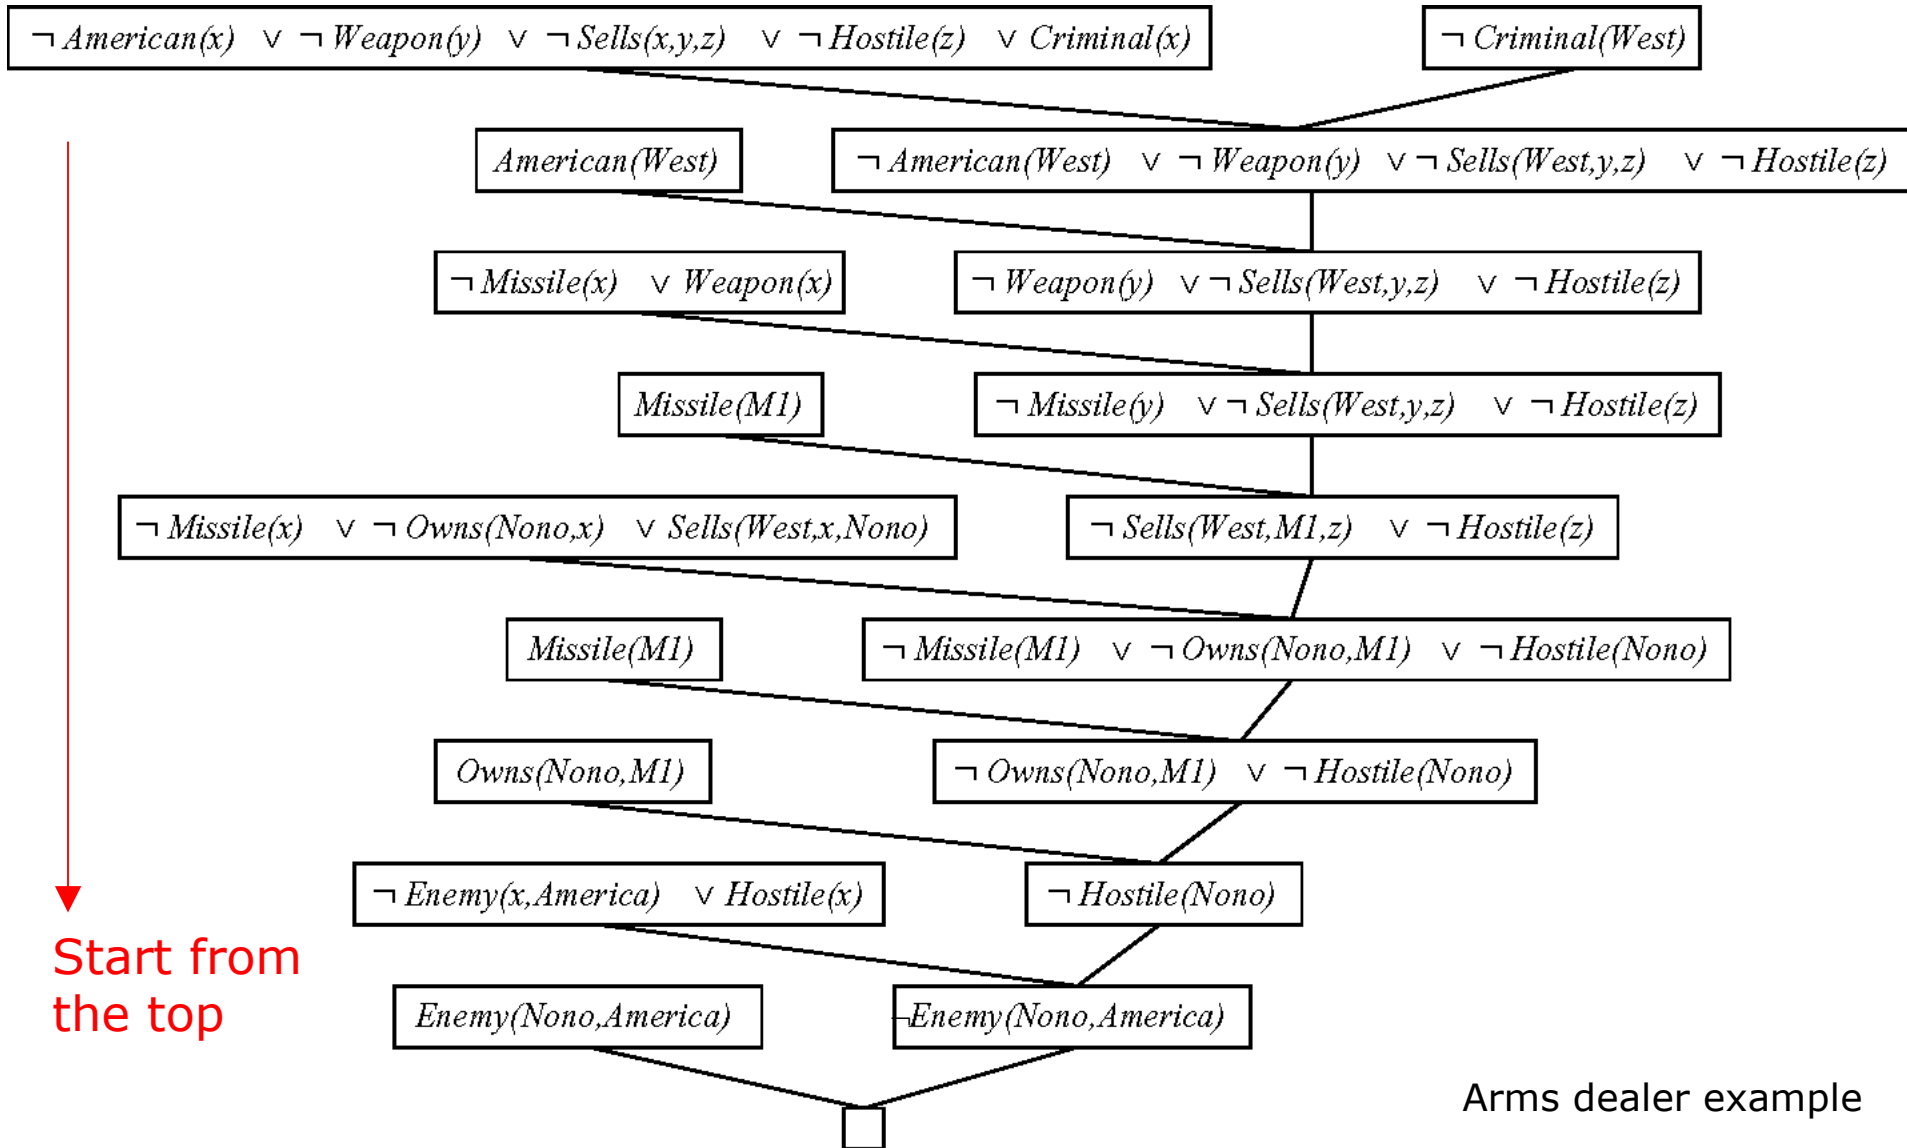 ¬ American(x) ∨ ¬ Weapon(y) ∨ ¬ Sells(x,y,z) ∨ ¬ Hostile(z) ∨ Criminal(x)
¬ Criminal(West)
American(West)
¬ American(West) ∨ ¬ Weapon(y) ∨ ¬ Sells(West,y,z) ∨ ¬ Hostile(z)
¬ Missile(x) ∨ Weapon(x)
¬ Weapon(y) ∨ ¬ Sells(West,y,z) ∨ ¬ Hostile(z)
Missile(M1)
¬ Missile(y) ∨ ¬ Sells(West,y,z) ∨ ¬ Hostile(z)
¬ Missile(x) ∨ ¬ Owns(Nono,x) ∨ Sells(West,x,Nono)
¬ Sells(West,M1,z) ∨ ¬ Hostile(z)
Missile(M1)
¬ Missile(M1) ∨ ¬ Owns(Nono,M1) ∨ ¬ Hostile(Nono)
Owns(Nono,M1)
¬ Owns(Nono,M1) ∨ ¬ Hostile(Nono)
¬ Enemy(x,America) ∨ Hostile(x)
¬ Hostile(Nono)
Start from
the top
Enemy(Nono,America)
¬Enemy(Nono,America)
Arms dealer example